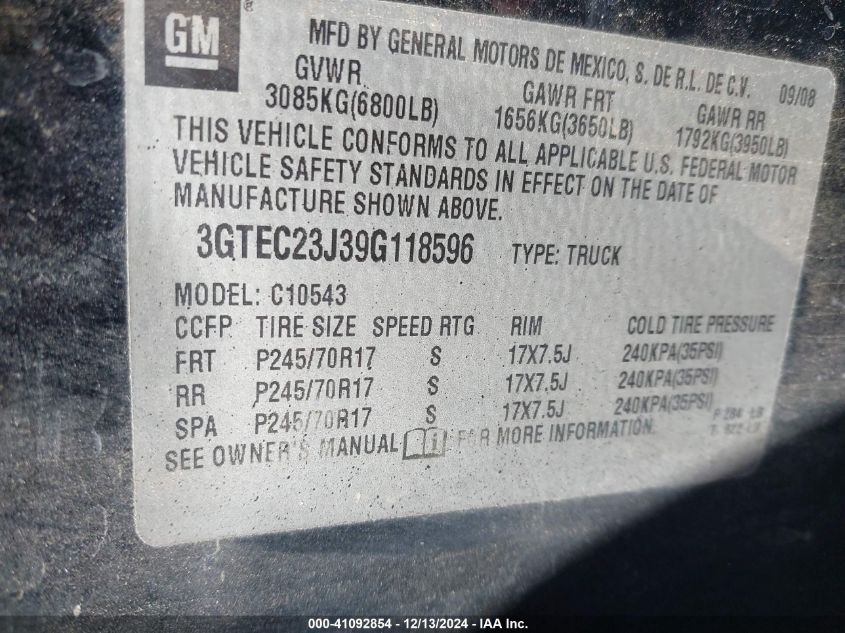 GM ®
MFD BY GENERAL MOTORS DE MEXICO, S. DE R.L. DE C.V. 09/08
GVWR GAWR FRT GAWR RR
3085KG(6800LB) 1656KG(3650LB) 1792KG(3950LB)
THIS VEHICLE CONFORMS TO ALL APPLICABLE U.S. FEDERAL MOTOR
VEHICLE SAFETY STANDARDS IN EFFECT ON THE DATE OF
MANUFACTURE SHOWN ABOVE.
3GTEC23J39G118596 TYPE: TRUCK
MODEL: C10543
CCFP TIRE SIZE SPEED RTG RIM COLD TIRE PRESSURE
FRT P245/70R17 S 17X7.5J 240KPA(35PSI)
RR P245/70R17 S 17X7.5J 240KPA(35PSI)
SPA P245/70R17 S 17X7.5J 240KPA(35PSI)
SEE OWNER'S MANUAL FOR MORE INFORMATION.
000-41092854 - 12/13/2024 - IAA Inc.